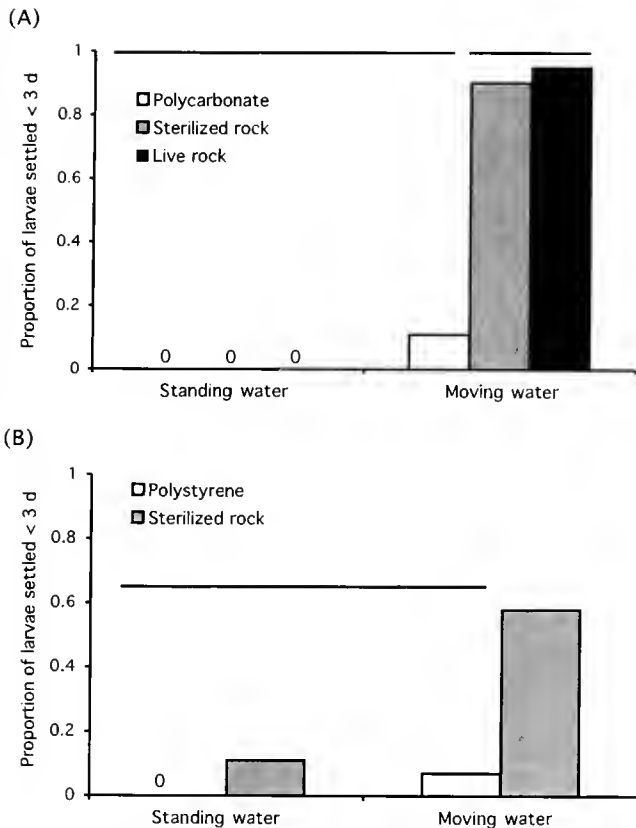 (A)
Proportion of larvae settled < 3 d
1
0.8
0.6
0.4
0.2
0
Polycarbonate
Sterilized rock
Live rock
0 0 0
Standing water Moving water
(B)
Proportion of larvae settled < 3 d
1
0.8
0.6
0.4
0.2
0
Polystyrene
Sterilized rock
0
Standing water Moving water